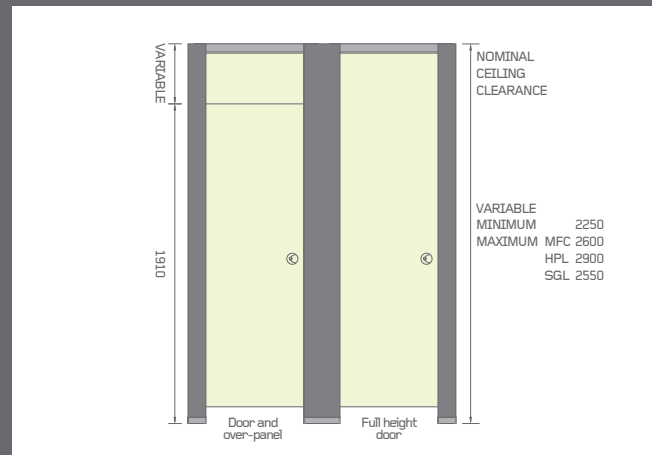 VARIABLE
1910
NOMINAL
CEILING
CLEARANCE
VARIABLE
MINIMUM 2250
MAXIMUM MFC 2600
HPL 2900
SGL 2550
Door and
over-panel
Full height
door